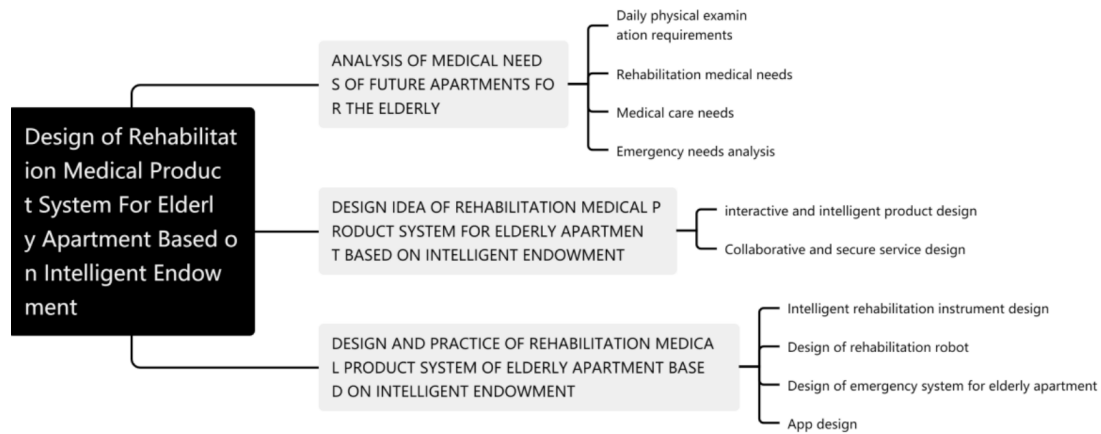 Design of Rehabilitat
ion Medical Produc
t System For Elderl
y Apartment Based o
n Intelligent Endow
ment
ANALYSIS OF MEDICAL NEED
S OF FUTURE APARTMENTS FO
R THE ELDERLY
Daily physical examin
ation requirements
Rehabilitation medical needs
Medical care needs
Emergency needs analysis
DESIGN IDEA OF REHABILITATION MEDICAL P
RODUCT SYSTEM FOR ELDERLY APARTMEN
T BASED ON INTELLIGENT ENDOWMENT
interactive and intelligent product design
Collaborative and secure service design
DESIGN AND PRACTICE OF REHABILITATION MEDICA
L PRODUCT SYSTEM OF ELDERLY APARTMENT BASE
D ON INTELLIGENT ENDOWMENT
Intelligent rehabilitation instrument design
Design of rehabilitation robot
Design of emergency system for elderly apartment
App design